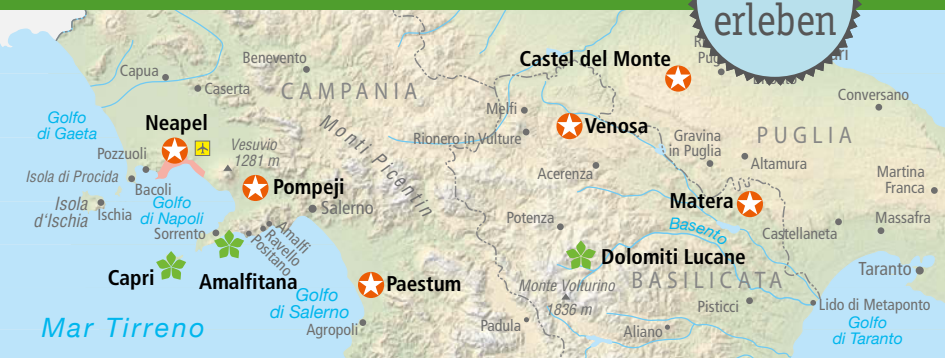 erleben
Benevento
Capua
Caserta
CAMPANIA
Castel del Monte
Conversano
Golfo
di Gaeta
Neapel
Melfi
Venosa
Rionero in Vulture
Monti Picentin
Pozzuoli
Vesuvio
1281 m
Gravina
in Puglia
PUGLIA
Altamura
Isola di Procida
Bacoli
Pompeji
Acerenza
Martina
Franca
Isola
d'Ischia
Ischia
Golfo
di Napoli
Salerno
Matera
Potenza
Basento
Massafra
Castellaneta
Sorrento
Amalfi
Ravello
Positano
Capri
Amalfitana
Dolomiti Lucane
Taranto
Paestum
BASILICATA
Monte Volturino
1836 m
Pisticci
Lido di Metaponto
Golfo
di Salerno
Mar Tirreno
Agropoli
Padula
Aliano
Golfo
di Taranto